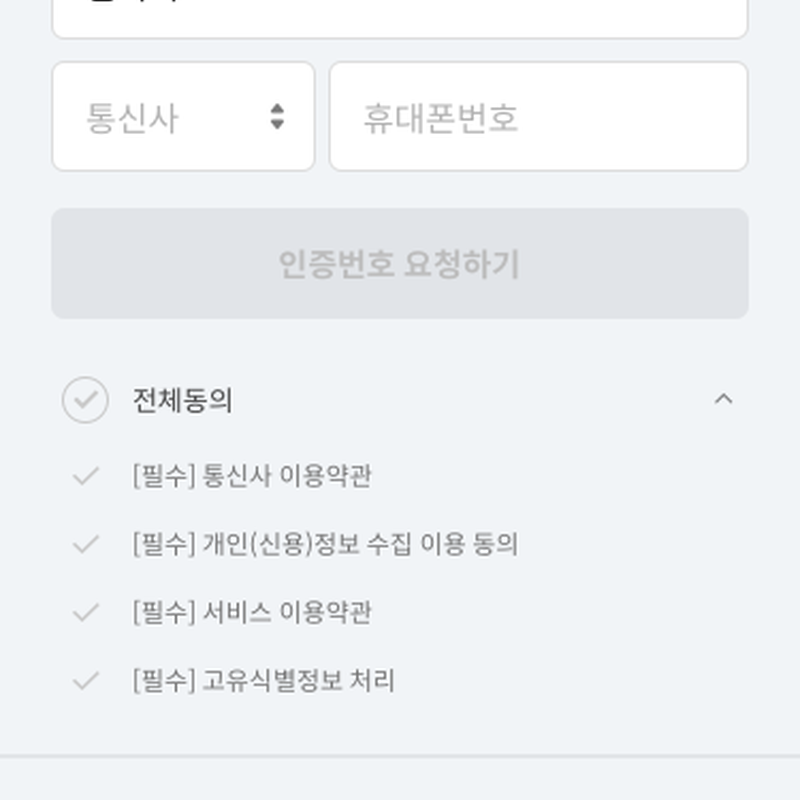 통신사
휴대폰번호
인증번호 요청하기
전체동의
[필수] 통신사 이용약관
[필수] 개인(신용)정보 수집 이용 동의
[필수] 서비스 이용약관
[필수] 고유식별정보 처리